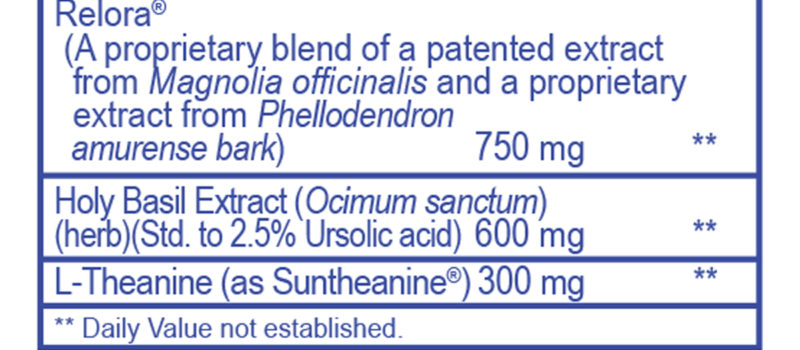 Relora®
(A proprietary blend of a patented extract
from Magnolia officinalis and a proprietary
extract from Phellodendron
amurense bark) 750 mg **
Holy Basil Extract (Ocimum sanctum)
(herb)(Std. to 2.5% Ursolic acid) 600 mg **
L-Theanine (as Suntheanine®) 300 mg **
** Daily Value not established.